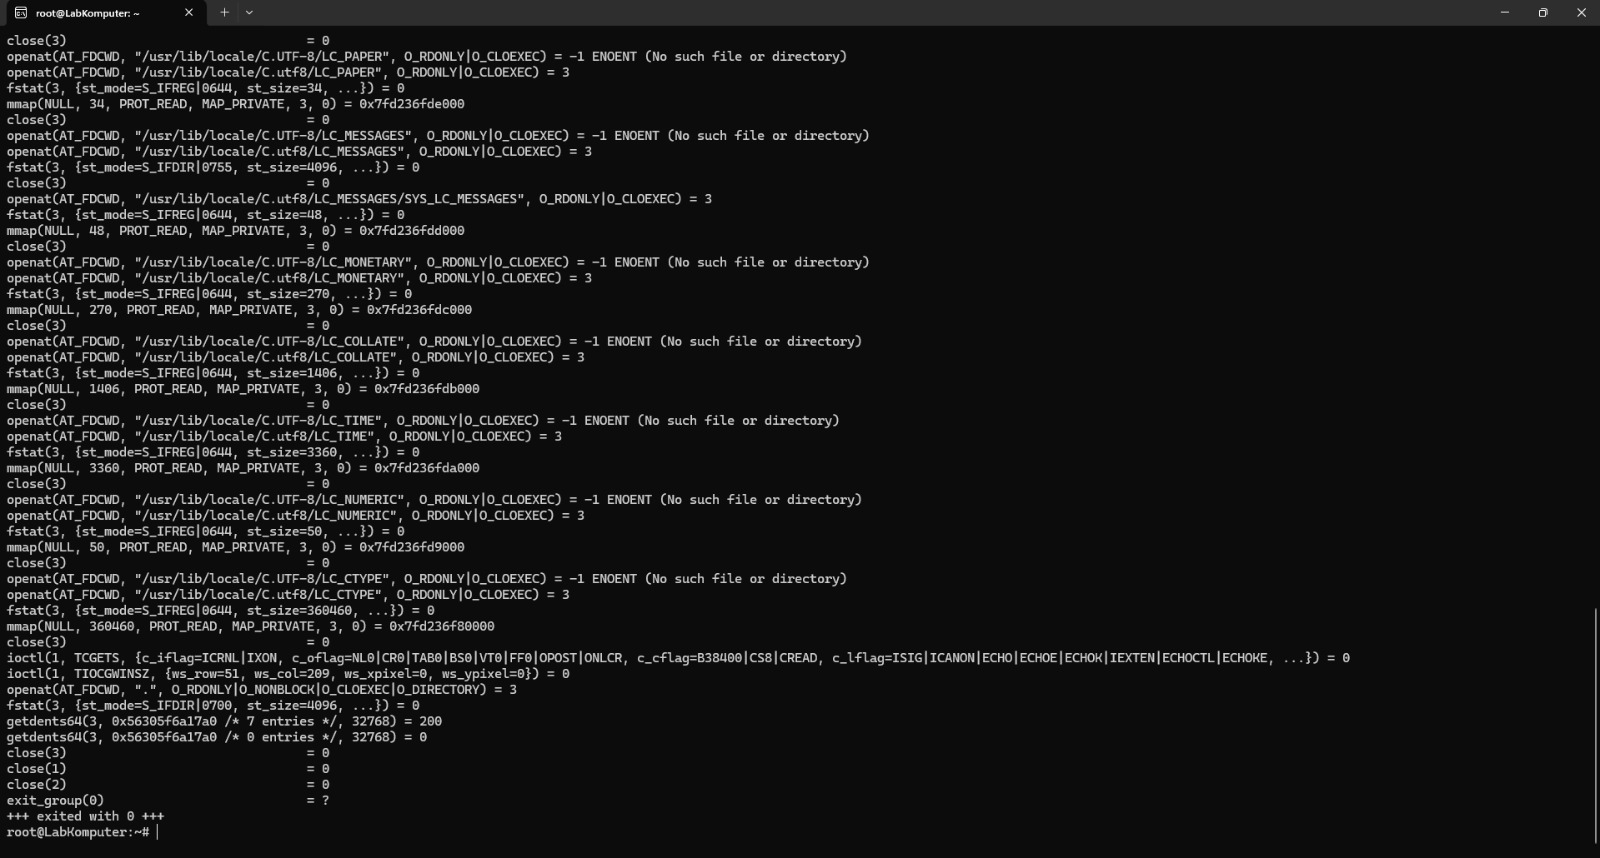 root@LabKomputer: ~
close(3)                                = 0
openat(AT_FDCWD, "/usr/lib/locale/C.UTF-8/LC_PAPER", O_RDONLY|O_CLOEXEC) = -1 ENOENT (No such file or directory)
openat(AT_FDCWD, "/usr/lib/locale/C.utf8/LC_PAPER", O_RDONLY|O_CLOEXEC) = 3
fstat(3, {st_mode=S_IFREG|0644, st_size=34, ...}) = 0
mmap(NULL, 34, PROT_READ, MAP_PRIVATE, 3, 0) = 0x7fd236fde000
close(3)                                = 0
openat(AT_FDCWD, "/usr/lib/locale/C.UTF-8/LC_MESSAGES", O_RDONLY|O_CLOEXEC) = -1 ENOENT (No such file or directory)
openat(AT_FDCWD, "/usr/lib/locale/C.utf8/LC_MESSAGES", O_RDONLY|O_CLOEXEC) = 3
fstat(3, {st_mode=S_IFDIR|0755, st_size=4096, ...}) = 0
close(3)                                = 0
openat(AT_FDCWD, "/usr/lib/locale/C.utf8/LC_MESSAGES/SYS_LC_MESSAGES", O_RDONLY|O_CLOEXEC) = 3
fstat(3, {st_mode=S_IFREG|0644, st_size=48, ...}) = 0
mmap(NULL, 48, PROT_READ, MAP_PRIVATE, 3, 0) = 0x7fd236fdd000
close(3)                                = 0
openat(AT_FDCWD, "/usr/lib/locale/C.UTF-8/LC_MONETARY", O_RDONLY|O_CLOEXEC) = -1 ENOENT (No such file or directory)
openat(AT_FDCWD, "/usr/lib/locale/C.utf8/LC_MONETARY", O_RDONLY|O_CLOEXEC) = 3
fstat(3, {st_mode=S_IFREG|0644, st_size=270, ...}) = 0
mmap(NULL, 270, PROT_READ, MAP_PRIVATE, 3, 0) = 0x7fd236fdc000
close(3)                                = 0
openat(AT_FDCWD, "/usr/lib/locale/C.UTF-8/LC_COLLATE", O_RDONLY|O_CLOEXEC) = -1 ENOENT (No such file or directory)
openat(AT_FDCWD, "/usr/lib/locale/C.utf8/LC_COLLATE", O_RDONLY|O_CLOEXEC) = 3
fstat(3, {st_mode=S_IFREG|0644, st_size=1406, ...}) = 0
mmap(NULL, 1406, PROT_READ, MAP_PRIVATE, 3, 0) = 0x7fd236fdb000
close(3)                                = 0
openat(AT_FDCWD, "/usr/lib/locale/C.UTF-8/LC_TIME", O_RDONLY|O_CLOEXEC) = -1 ENOENT (No such file or directory)
openat(AT_FDCWD, "/usr/lib/locale/C.utf8/LC_TIME", O_RDONLY|O_CLOEXEC) = 3
fstat(3, {st_mode=S_IFREG|0644, st_size=3360, ...}) = 0
mmap(NULL, 3360, PROT_READ, MAP_PRIVATE, 3, 0) = 0x7fd236fda000
close(3)                                = 0
openat(AT_FDCWD, "/usr/lib/locale/C.UTF-8/LC_NUMERIC", O_RDONLY|O_CLOEXEC) = -1 ENOENT (No such file or directory)
openat(AT_FDCWD, "/usr/lib/locale/C.utf8/LC_NUMERIC", O_RDONLY|O_CLOEXEC) = 3
fstat(3, {st_mode=S_IFREG|0644, st_size=50, ...}) = 0
mmap(NULL, 50, PROT_READ, MAP_PRIVATE, 3, 0) = 0x7fd236fd9000
close(3)                                = 0
openat(AT_FDCWD, "/usr/lib/locale/C.UTF-8/LC_CTYPE", O_RDONLY|O_CLOEXEC) = -1 ENOENT (No such file or directory)
openat(AT_FDCWD, "/usr/lib/locale/C.utf8/LC_CTYPE", O_RDONLY|O_CLOEXEC) = 3
fstat(3, {st_mode=S_IFREG|0644, st_size=360460, ...}) = 0
mmap(NULL, 360460, PROT_READ, MAP_PRIVATE, 3, 0) = 0x7fd236f80000
close(3)                                = 0
ioctl(1, TCGETS, {c_iflag=ICRNL|IXON, c_oflag=NL0|CR0|TAB0|BS0|VT0|FF0|OPOST|ONLCR, c_cflag=B38400|CS8|CREAD, c_lflag=ISIG|ICANON|ECHO|ECHOE|ECHOK|IEXTEN|ECHOCTL|ECHOKE, ...}) = 0
ioctl(1, TIOCGWINSZ, {ws_row=51, ws_col=209, ws_xpixel=0, ws_ypixel=0}) = 0
openat(AT_FDCWD, ".", O_RDONLY|O_NONBLOCK|O_CLOEXEC|O_DIRECTORY) = 3
fstat(3, {st_mode=S_IFDIR|0700, st_size=4096, ...}) = 0
getdents64(3, 0x56305f6a17a0 /* 7 entries */, 32768) = 200
getdents64(3, 0x56305f6a17a0 /* 0 entries */, 32768) = 0
close(3)                                = 0
close(1)                                = 0
close(2)                                = 0
exit_group(0)                           = ?
+++ exited with 0 +++
root@LabKomputer:~#